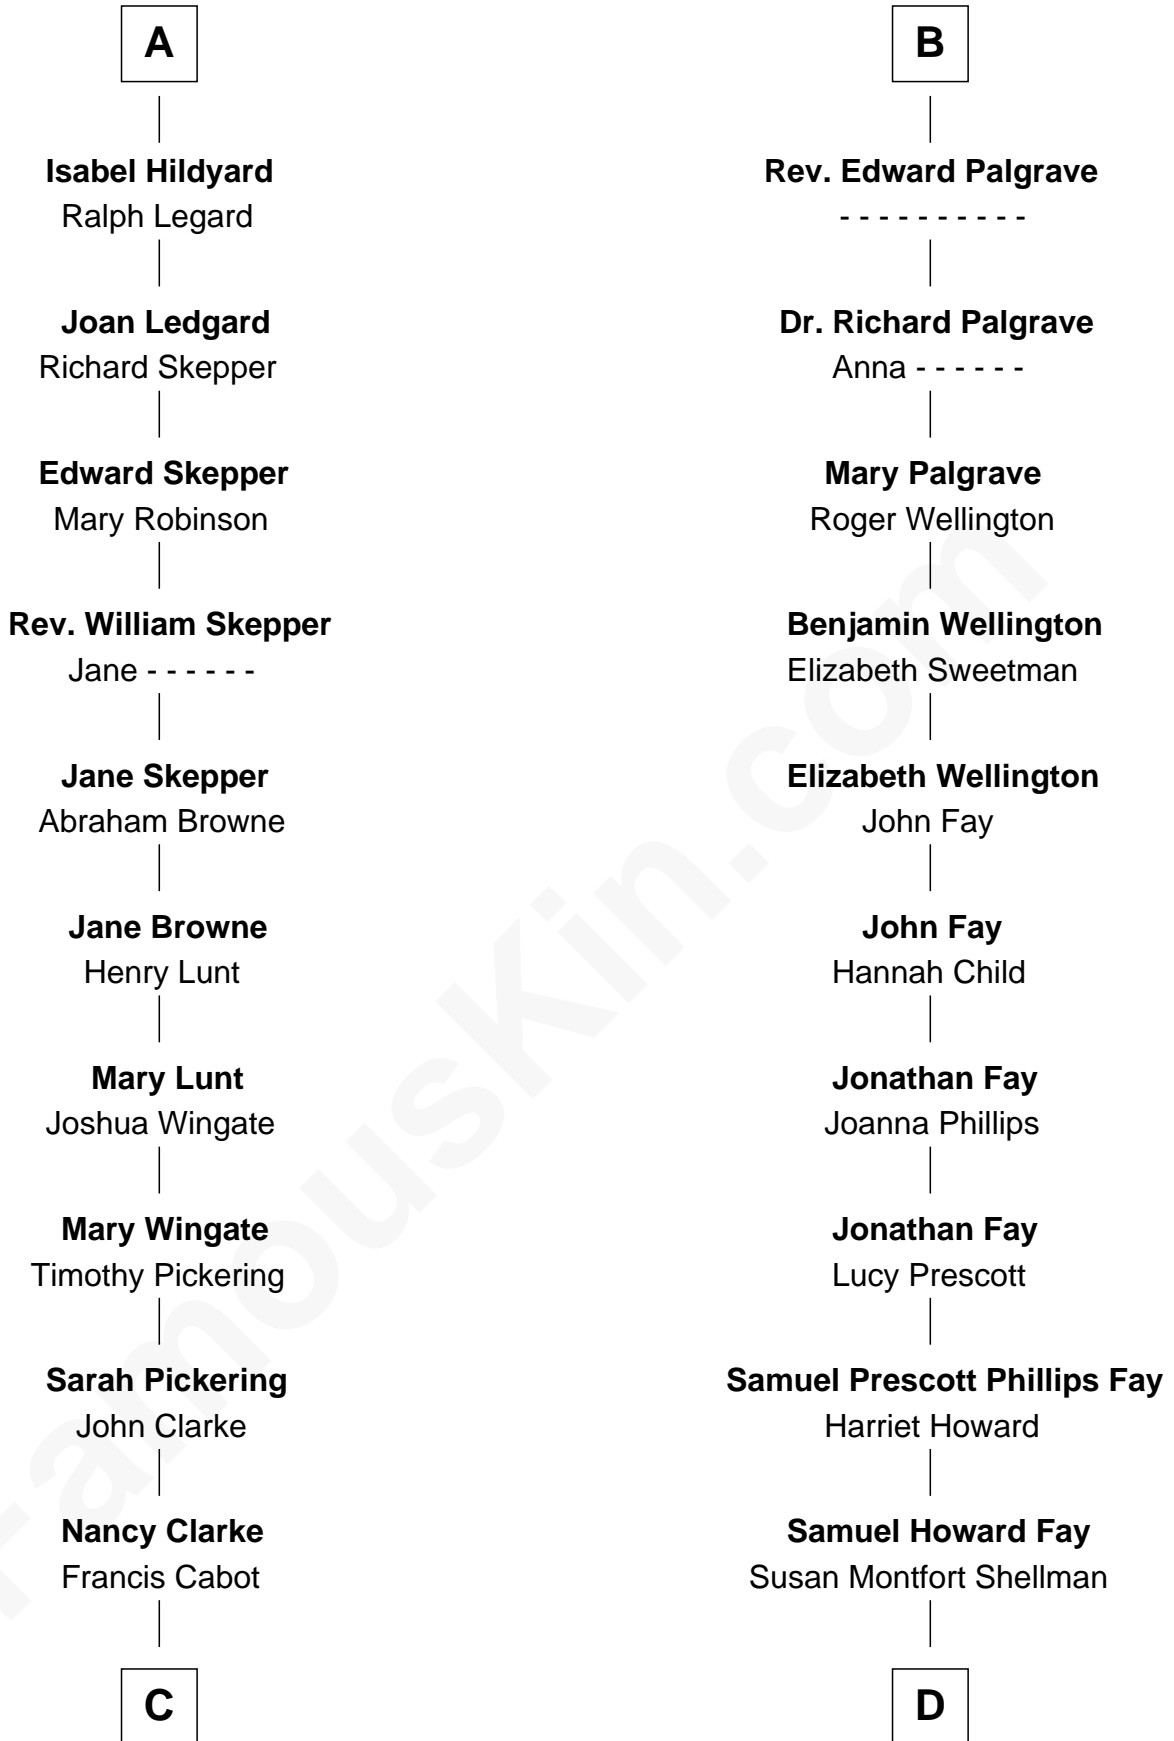 A
Isabel Hildyard
Ralph Legard
Joan Ledgard
Richard Skepper
Edward Skepper
Mary Robinson
Rev. William Skepper
Jane - - - - - -
Jane Skepper
Abraham Browne
Jane Browne
Henry Lunt
Mary Lunt
Joshua Wingate
Mary Wingate
Timothy Pickering
Sarah Pickering
John Clarke
Nancy Clarke
Francis Cabot
C
B
Rev. Edward Palgrave
- - - - - - - - - -
Dr. Richard Palgrave
Anna - - - - - -
Mary Palgrave
Roger Wellington
Benjamin Wellington
Elizabeth Sweetman
Elizabeth Wellington
John Fay
John Fay
Hannah Child
Jonathan Fay
Joanna Phillips
Jonathan Fay
Lucy Prescott
Samuel Prescott Phillips Fay
Harriet Howard
Samuel Howard Fay
Susan Montfort Shellman
D
FamousKin.com